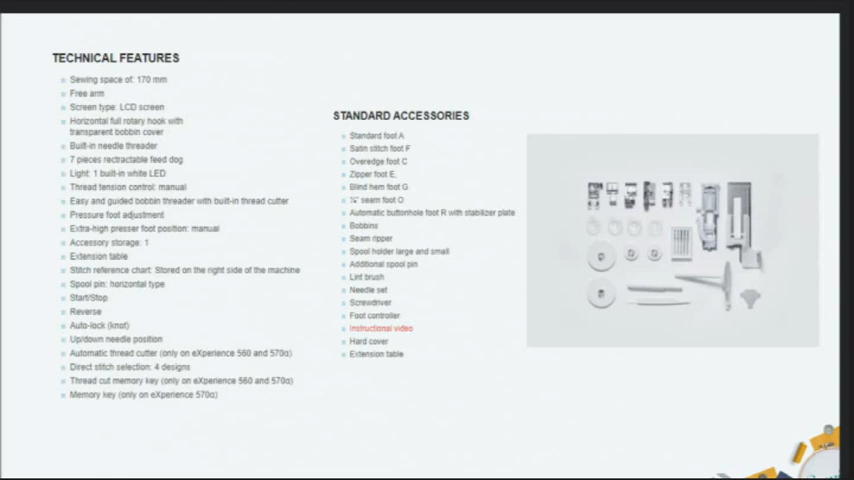 TECHNICAL FEATURES
Sewing space of: 170 mm
Free arm
Screen type: LCD screen
Horizontal full rotary hook with
transparent bobbin cover
Built-in needle threader
7 pieces rectractable feed dog
Light: 1 built-in white LED
Thread tension control: manual
Easy and guided bobbin threader with built-in thread cutter
Pressure foot adjustment
Extra-high presser foot position: manual
Accessory storage: 1
Extension table
Stitch reference chart: Stored on the right side of the machine
Spool pin: horizontal type
Start/Stop
Reverse
Auto-lock (knot)
Up/down needle position
Automatic thread cutter (only on eXperience 560 and 570α)
Direct stitch selection: 4 designs
Thread cut memory key (only on eXperience 560 and 570α)
Memory key (only on eXperience 570α)
STANDARD ACCESSORIES
Standard foot A
Satin stitch foot F
Overedge foot C
Zipper foot E,
Blind hem foot G
¼" seam foot O
Automatic buttonhole foot R with stabilizer plate
Bobbins
Seam ripper
Spool holder large and small
Additional spool pin
Lint brush
Needle set
Screwdriver
Foot controller
Instructional video
Hard cover
Extension table